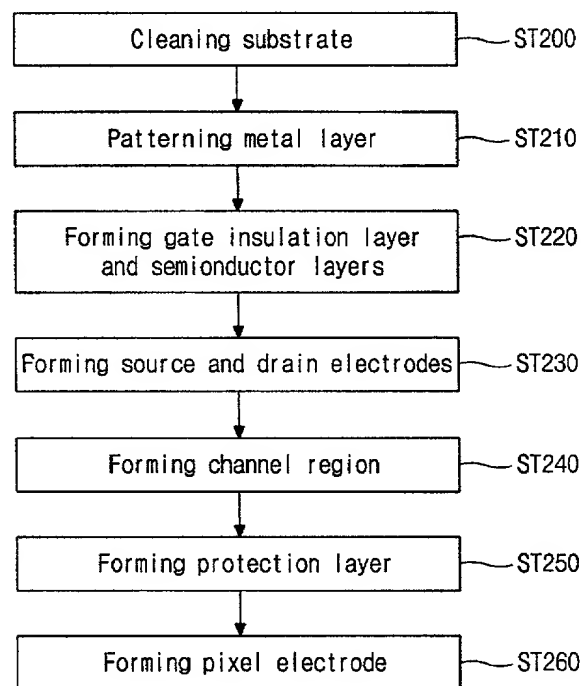 Cleaning substrate
ST200
Patterning metal layer
ST210
Forming gate insulation layer
and semionductor layers
ST220
Forming source and drain electrodes
ST230
Forming channel region
ST240
Forming protection layer
ST250
Forming pixel electrode
ST260